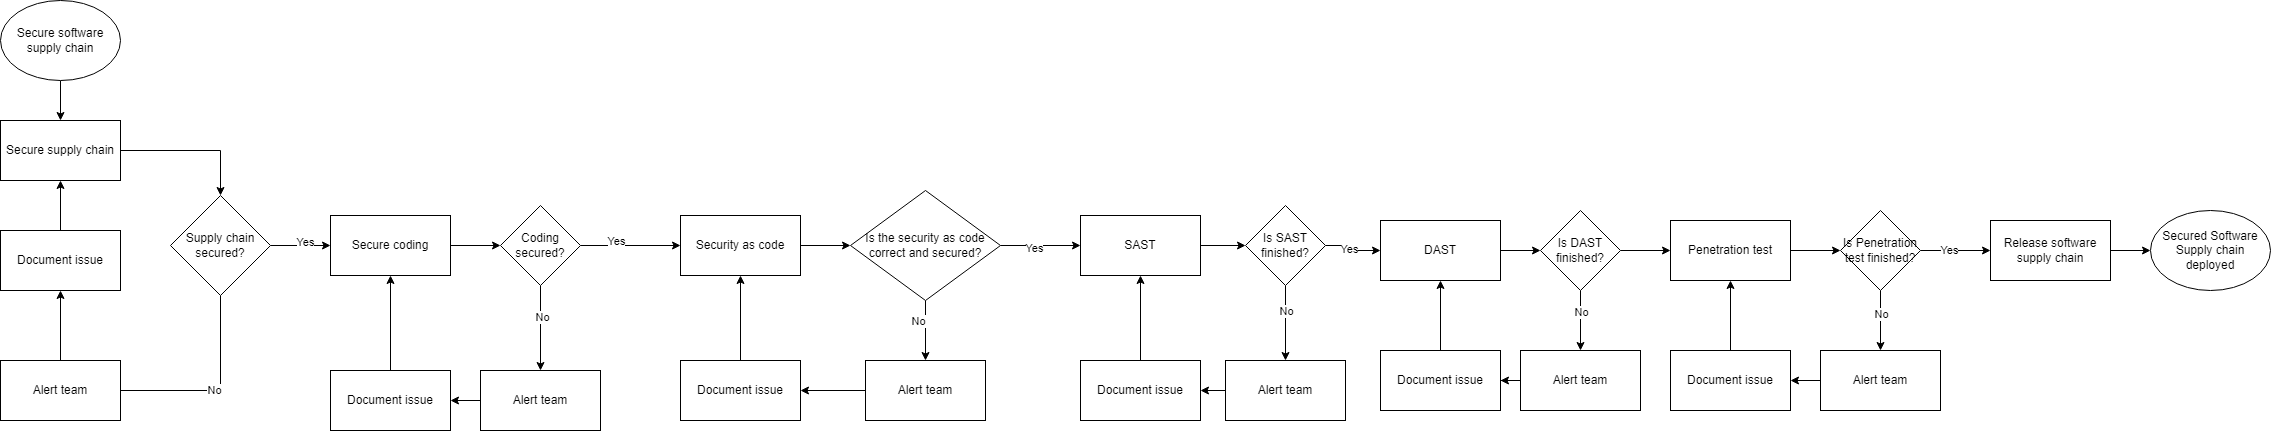 Secure software
supply chain
Secure supply chain
Document issue
Alert team
Supply chain
secured?
No
Yes
Secure coding
Coding
secured?
No
Alert team
Document issue
Yes
Security as code
Is the security as code
correct and secured?
No
Alert team
Document issue
Yes
SAST
Is SAST
finished?
No
Alert team
Document issue
Yes
DAST
Is DAST
finished?
No
Alert team
Document issue
Penetration test
Is Penetration
test finished?
No
Alert team
Document issue
Yes
Release software
supply chain
Secured Software
Supply chain
deployed